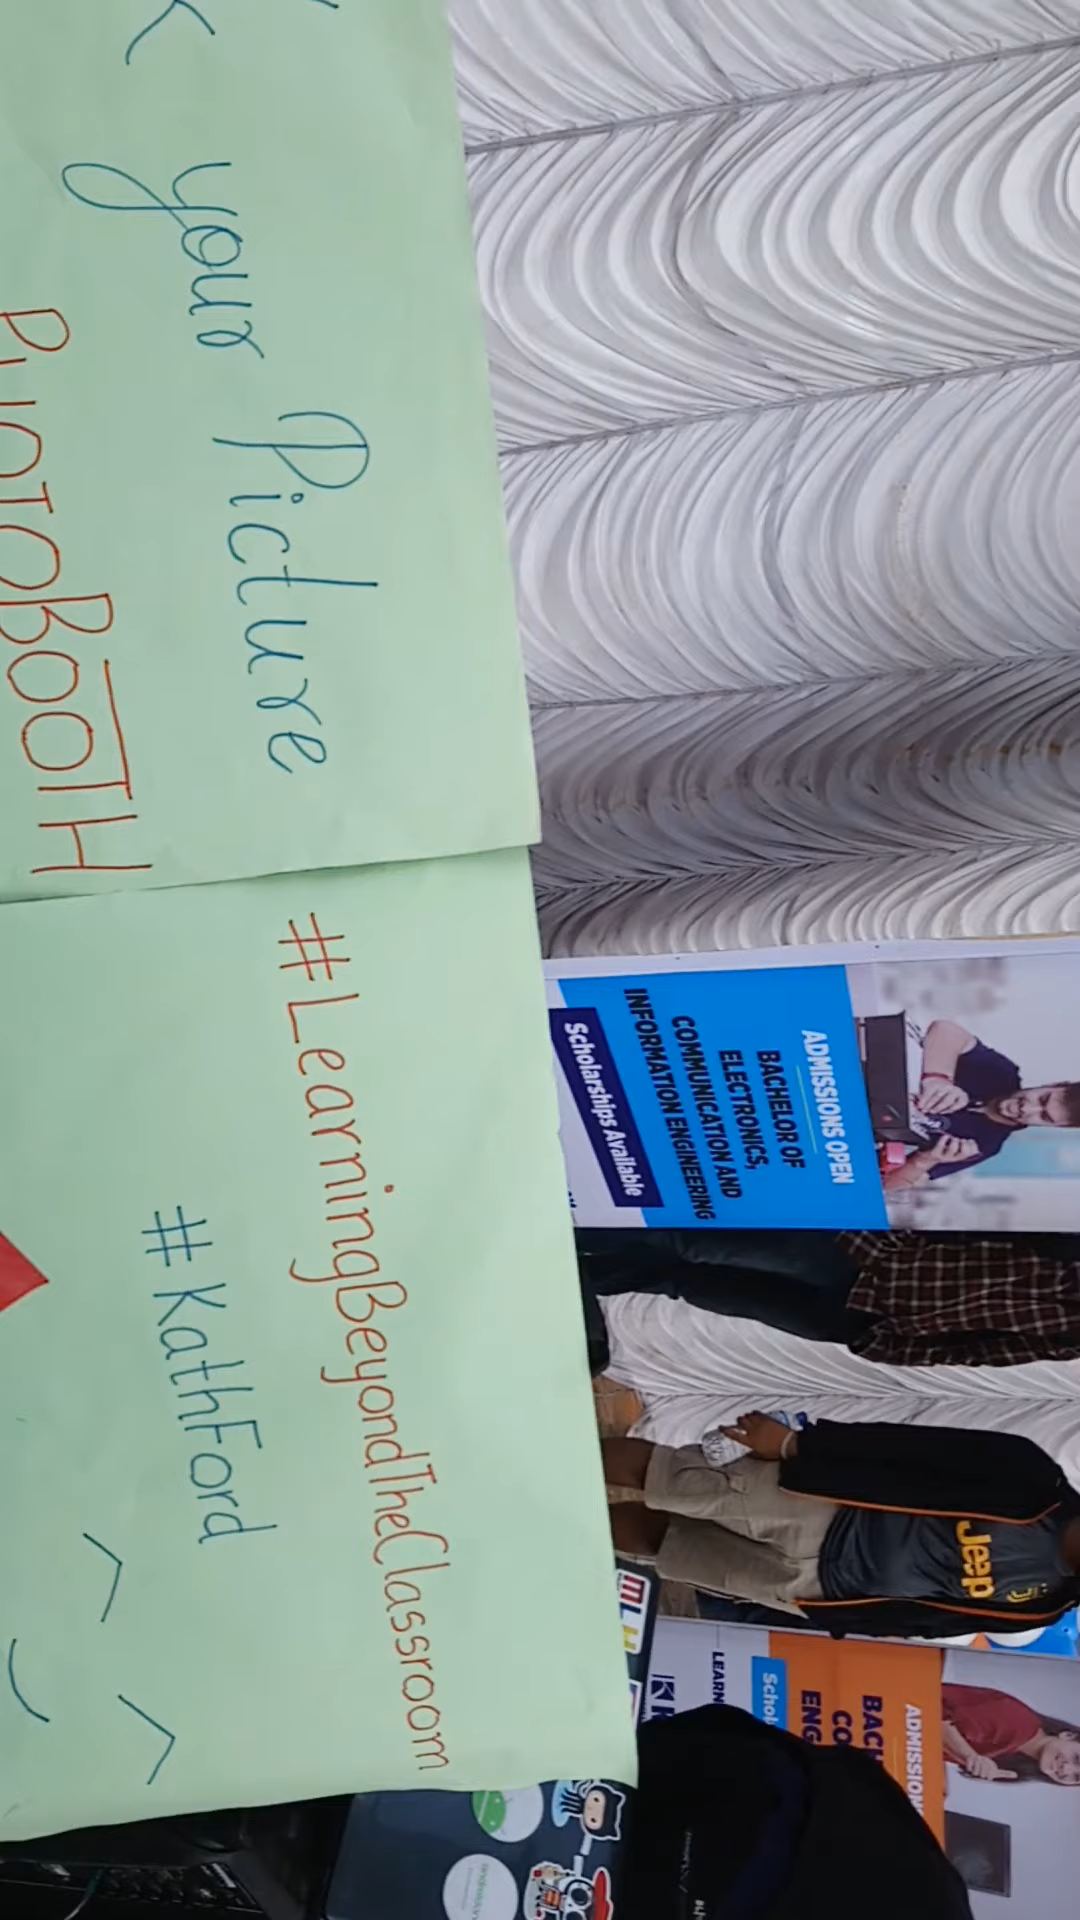 your Picture
PHOTOBOOTH
#LearningBeyondTheClassroom
#KathFord
ADMISSIONS OPEN
BACHELOR OF
ELECTRONICS,
COMMUNICATION AND
INFORMATION ENGINEERING
Scholarships Available
Jeep